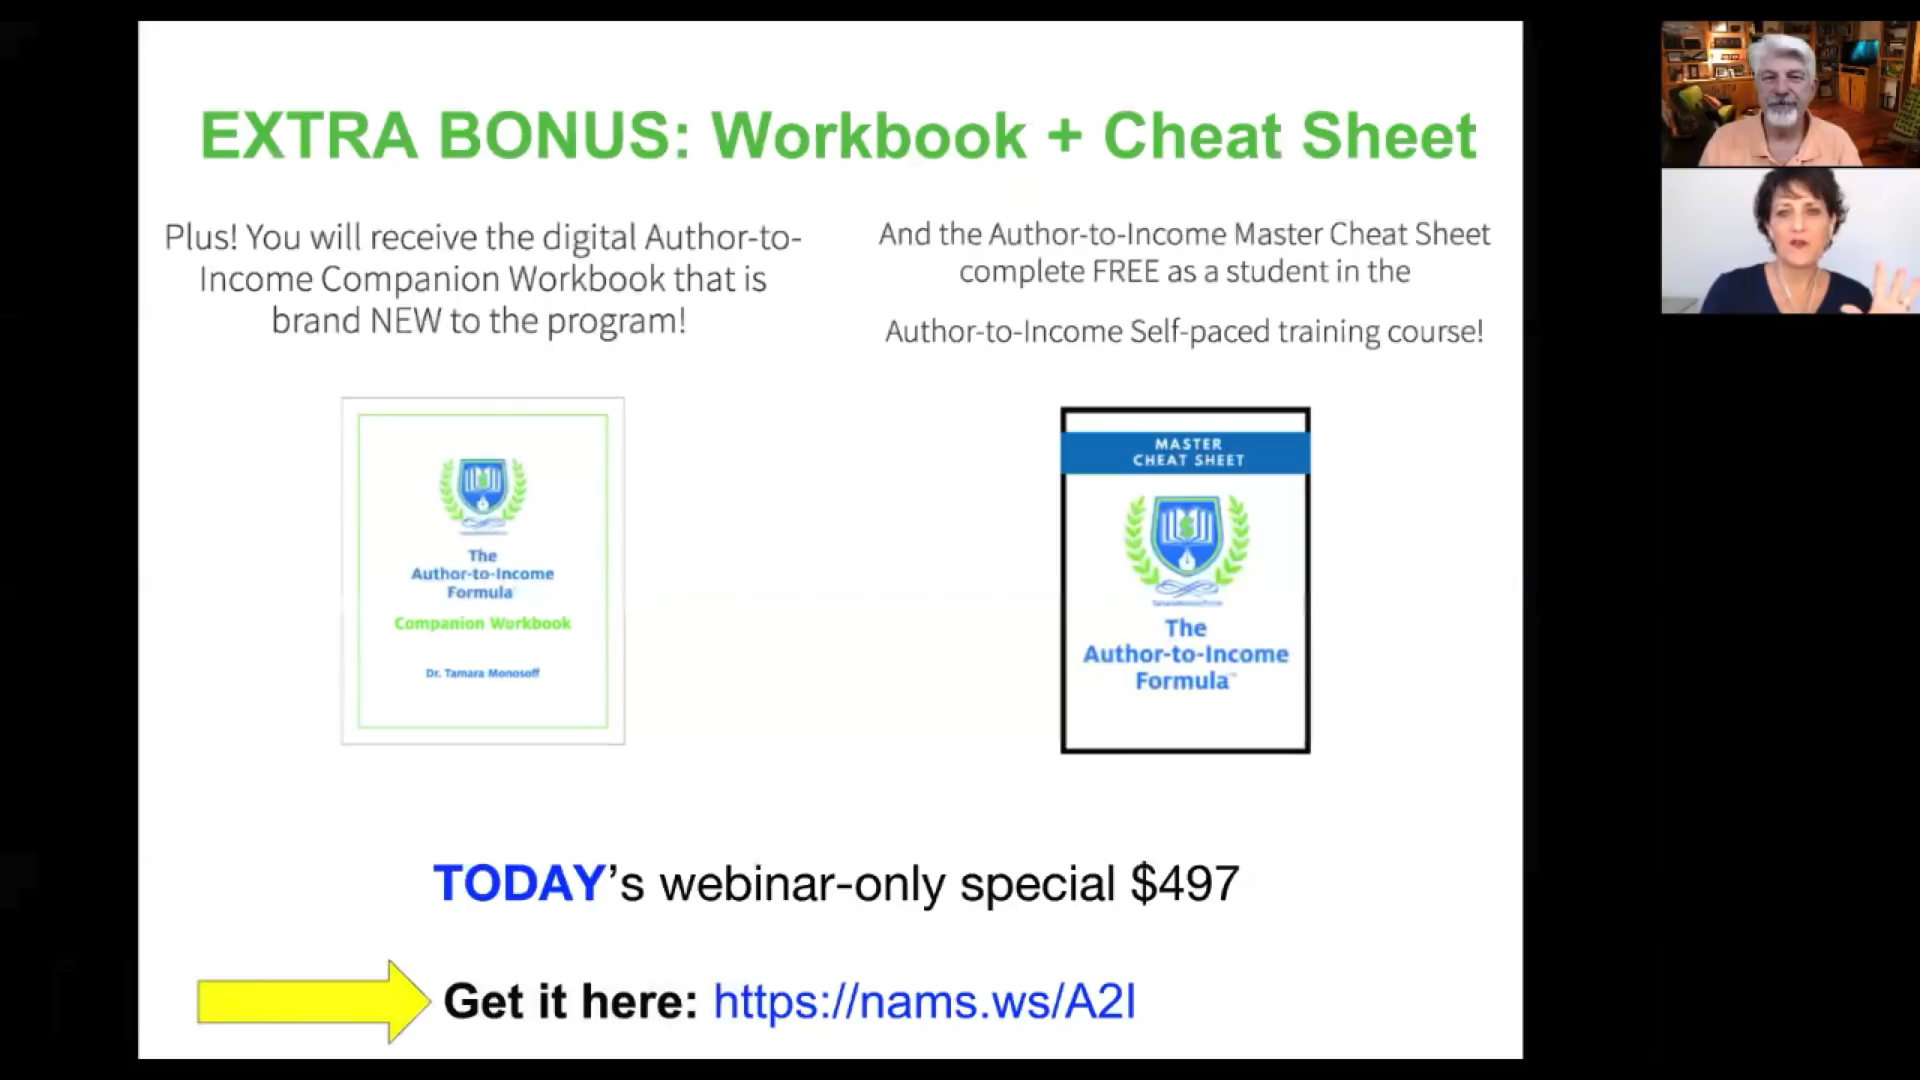 EXTRA BONUS: Workbook + Cheat Sheet
Plus! You will receive the digital Author-to-
Income Companion Workbook that is
brand NEW to the program!
And the Author-to-Income Master Cheat Sheet
complete FREE as a student in the
Author-to-Income Self-paced training course!
The
Author-to-Income
Formula
Companion Workbook
Dr. Tamara Monosoff
MASTER
CHEAT SHEET
The
Author-to-Income
Formula™
TODAY's webinar-only special $497
Get it here: https://nams.ws/A2I